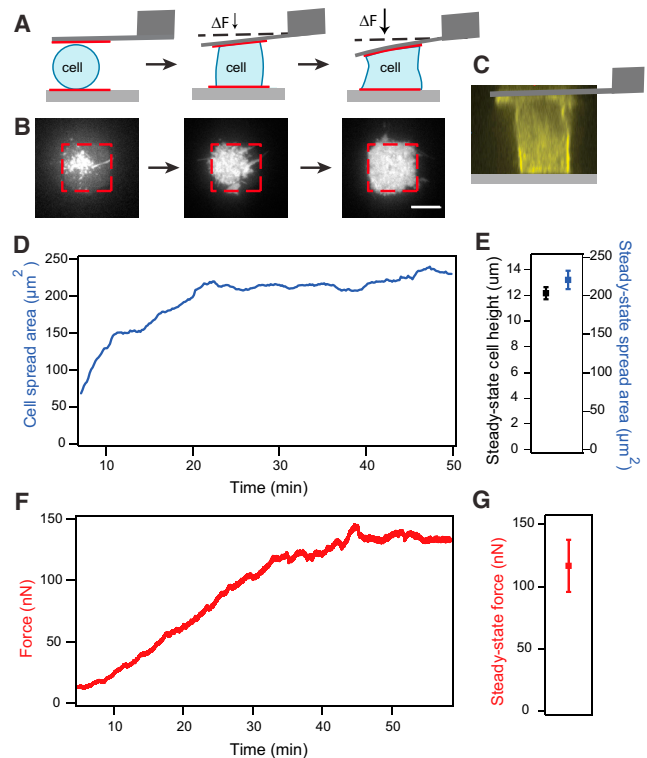 A
ΔF ↓
ΔF ↓
cell
cell
cell
B
C
D
Cell spread area (µm²)
250
200
150
100
50
0
10
20
30
40
50
Time (min)
E
Steady-state cell height (um)
14
12
10
8
6
4
2
0
250
200
150
100
50
0
Steady-state spread area (µm²)
F
Force (nN)
150
100
50
0
10
20
30
40
50
Time (min)
G
Steady-state force (nN)
150
100
50
0